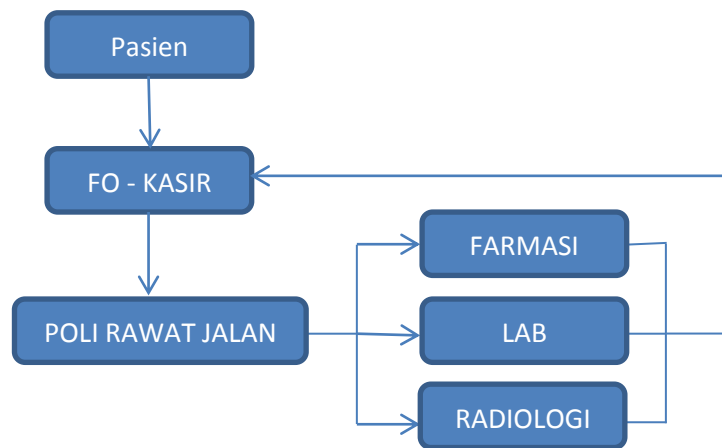 Pasien
FO - KASIR
FARMASI
POLI RAWAT JALAN
LAB
RADIOLOGI